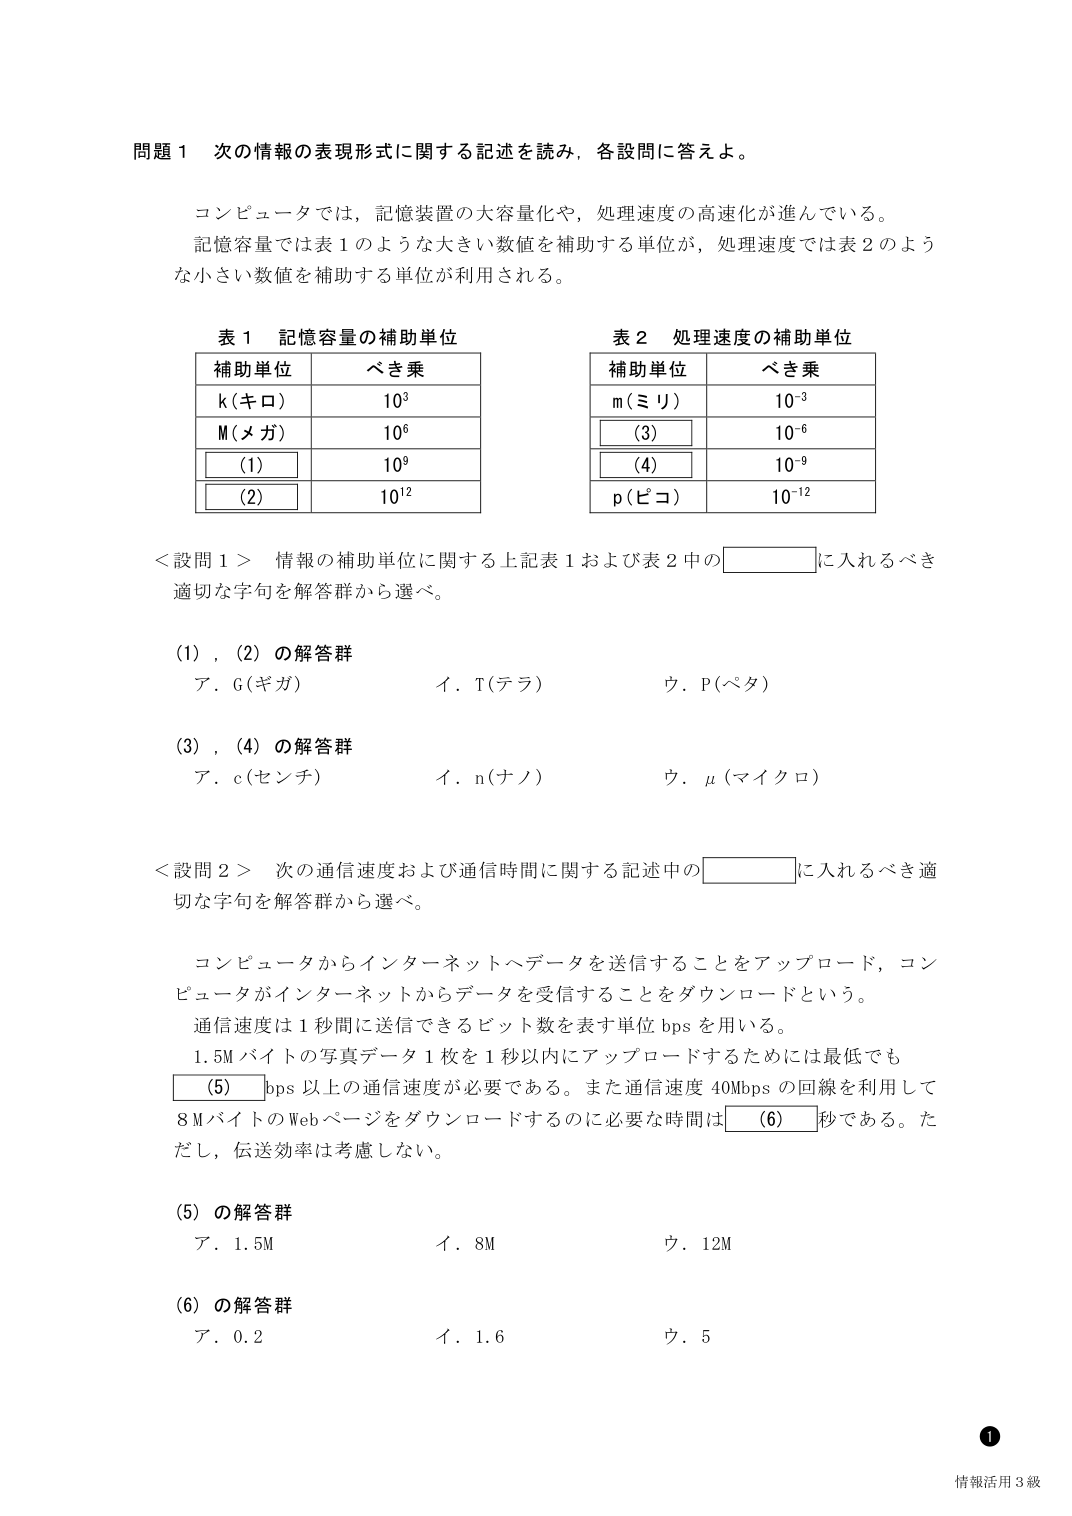 問題１　次の情報の表現形式に関する記述を読み，各設問に答えよ。
コンピュータでは，記憶装置の大容量化や，処理速度の高速化が進んでいる。
記憶容量では表１のような大きい数値を補助する単位が，処理速度では表２のよう
な小さい数値を補助する単位が利用される。
表１　記憶容量の補助単位
補助単位　べき乗
k(キロ)　10³
M(メガ)　10⁶
(1)　10⁹
(2)　10¹²
表２　処理速度の補助単位
補助単位　べき乗
m(ミリ)　10⁻³
(3)　10⁻⁶
(4)　10⁻⁹
p(ピコ)　10⁻¹²
＜設問１＞　情報の補助単位に関する上記表１および表２中の　　　に入れるべき
適切な字句を解答群から選べ。
(1)，(2) の解答群
ア．G(ギガ)　イ．T(テラ)　ウ．P(ペタ)
(3)，(4) の解答群
ア．c(センチ)　イ．n(ナノ)　ウ．μ(マイクロ)
＜設問２＞　次の通信速度および通信時間に関する記述中の　　　に入れるべき適
切な字句を解答群から選べ。
コンピュータからインターネットへデータを送信することをアップロード，コン
ピュータがインターネットからデータを受信することをダウンロードという。
通信速度は１秒間に送信できるビット数を表す単位 bps を用いる。
1.5M バイトの写真データ１枚を１秒以内にアップロードするためには最低でも
(5) bps 以上の通信速度が必要である。また通信速度 40Mbps の回線を利用して
８MバイトのWebページをダウンロードするのに必要な時間は (6) 秒である。た
だし，伝送効率は考慮しない。
(5) の解答群
ア．1.5M　イ．8M　ウ．12M
(6) の解答群
ア．0.2　イ．1.6　ウ．5
1
情報活用３級